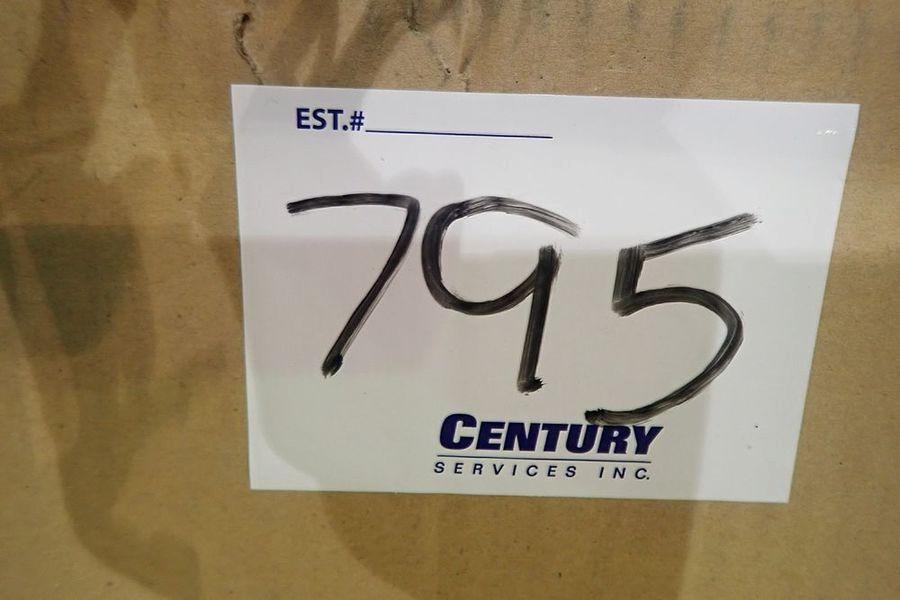 EST.#
795
CENTURY
SERVICES INC.